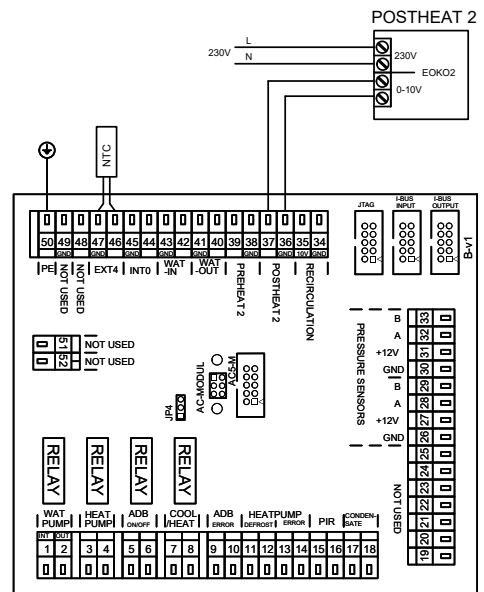 POSTHEAT 2
L
230V
N
230V
EOKO2
0-10V
NTC
JTAG
I-BUS INPUT
I-BUS OUTPUT
B-v1
50 49 48 47 46 45 44 43 42 41 40 39 38 37 36 35 34
GND GND GND GND GND GND GND 10V GND
PE
NOT USED
NOT USED
EXT4
INT0
WAT -IN
WAT -OUT
PREHEAT 2
POSTHEAT 2
RECIRCULATION
51 NOT USED
52 NOT USED
JP4
AC-MODUUL
AC5-M
PRESSURE SENSORS
B 33
A 32
+12V 31
GND 30
B 29
A 28
+12V 27
GND 26
25
24
23
22
21
20
19
NOT USED
RELAY RELAY RELAY RELAY
WAT PUMP
HEAT PUMP
ADB ON/OFF
COOL /HEAT
ADB ERROR
HEATPUMP
DEFROST ERROR
PIR
CONDEN-SATE
INT OUT
1 2 3 4 5 6 7 8 9 10 11 12 13 14 15 16 17 18